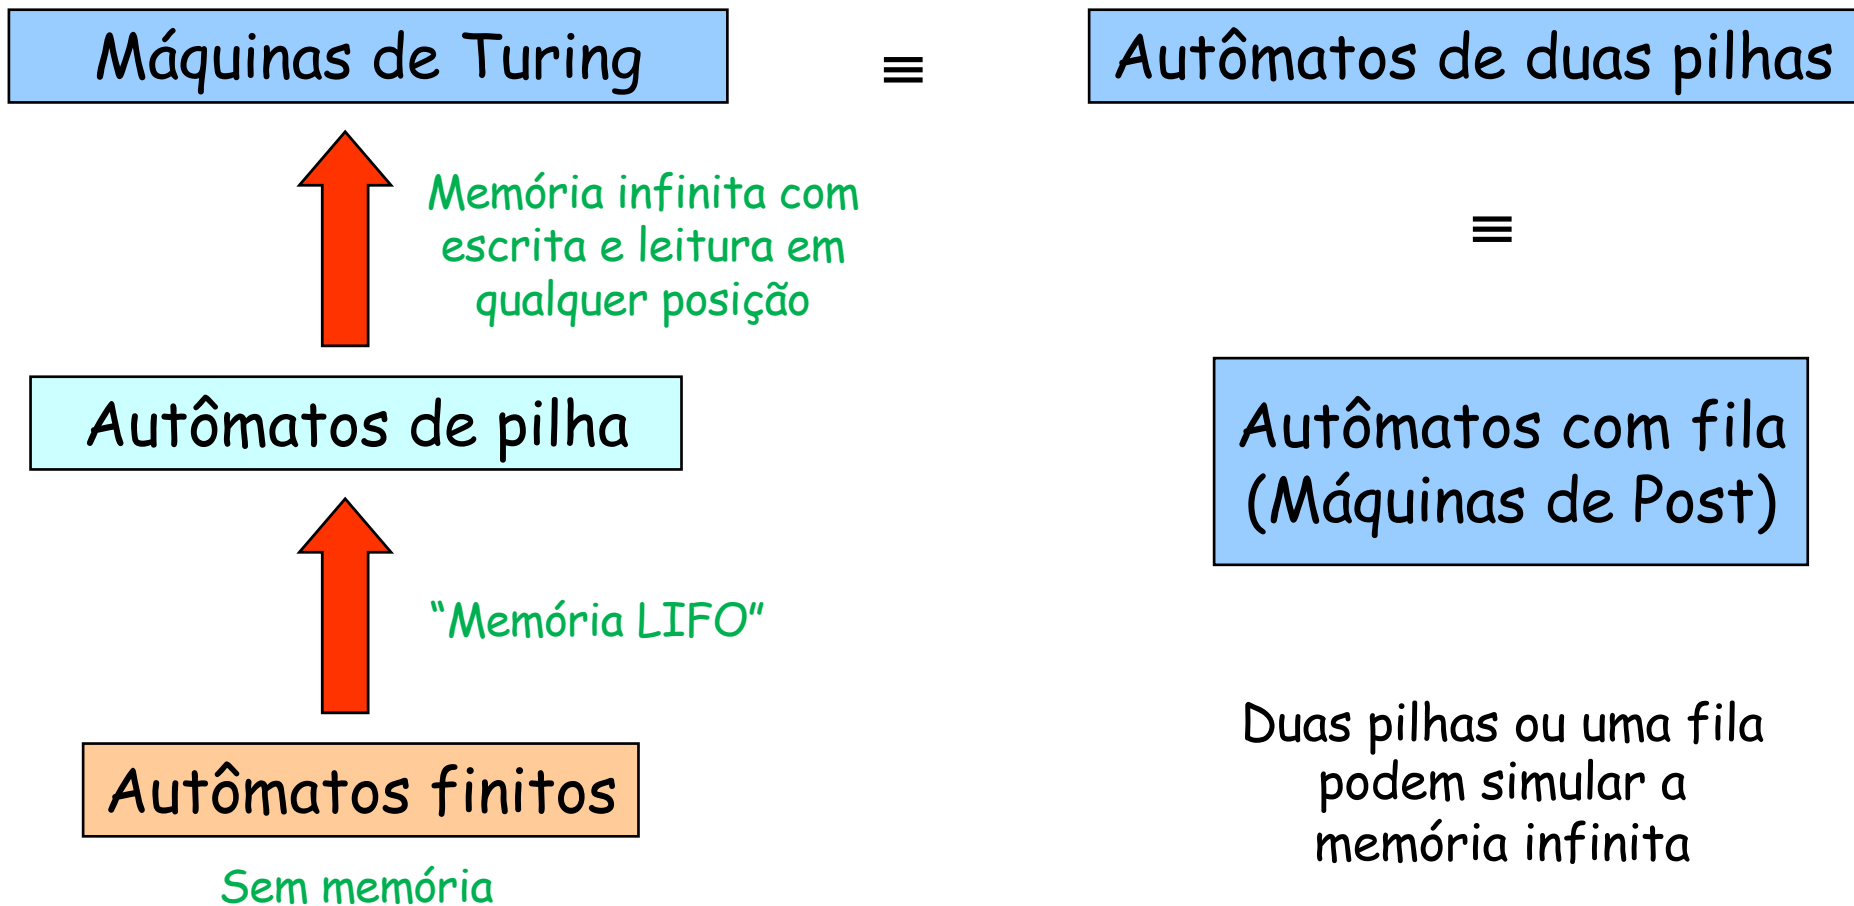 Máquinas de Turing
≡
Autômatos de duas pilhas
Memória infinita com
escrita e leitura em
qualquer posição
≡
Autômatos de pilha
Autômatos com fila
(Máquinas de Post)
“Memória LIFO”
Autômatos finitos
Sem memória
Duas pilhas ou uma fila
podem simular a
memória infinita